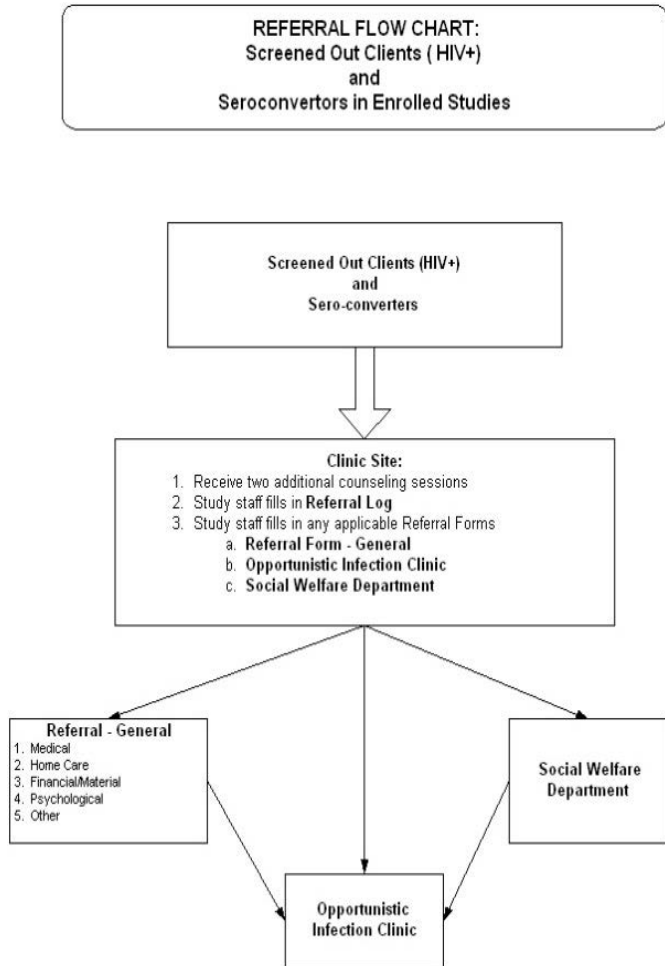 REFERRAL FLOW CHART:
Screened Out Clients ( HIV+)
and
Seroconvertors in Enrolled Studies
Screened Out Clients (HIV+)
and
Sero-converters
Clinic Site:
1. Receive two additional counseling sessions
2. Study staff fills in Referral Log
3. Study staff fills in any applicable Referral Forms
a. Referral Form - General
b. Opportunistic Infection Clinic
c. Social Welfare Department
Referral - General
1. Medical
2. Home Care
3. Financial/Material
4. Psychological
5. Other
Social Welfare
Department
Opportunistic
Infection Clinic